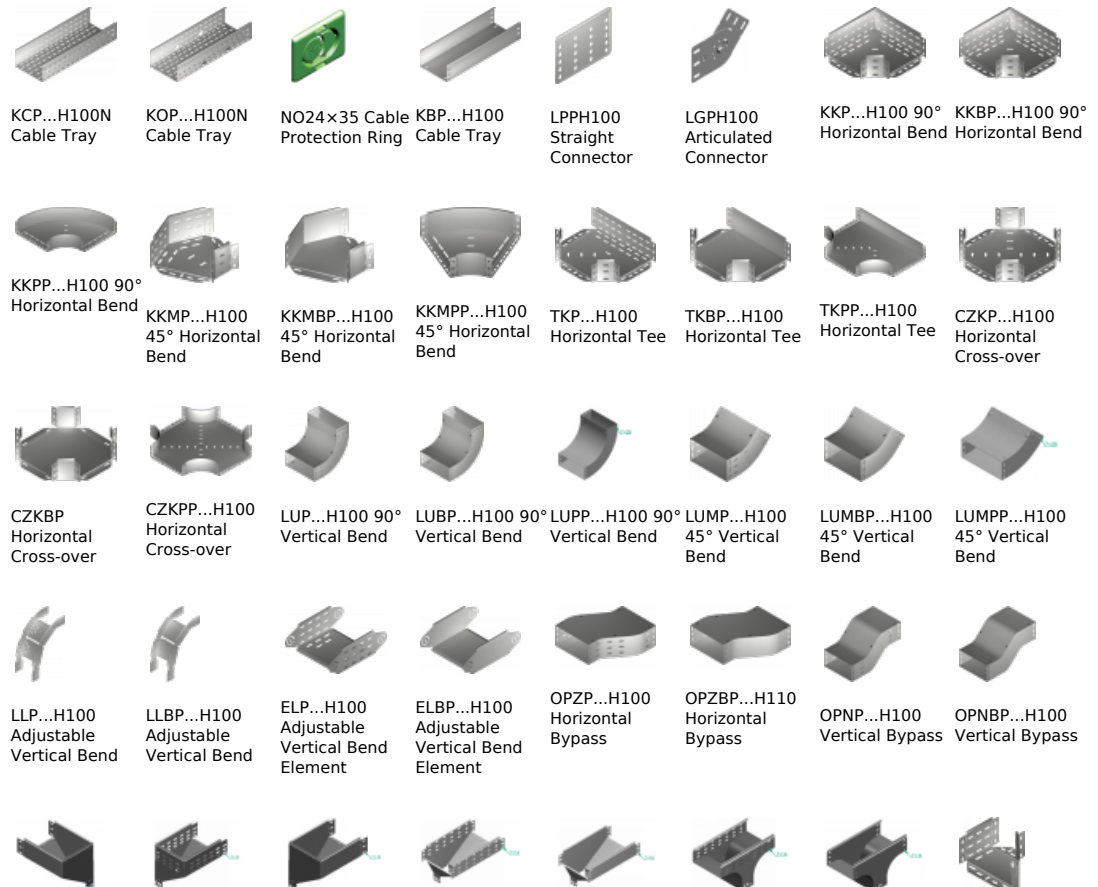 KCP...H100N
Cable Tray
KOP...H100N
Cable Tray
NO24×35 Cable
Protection Ring
KBP...H100
Cable Tray
LPPH100
Straight
Connector
LGPH100
Articulated
Connector
KKP...H100 90°
Horizontal Bend
KKBP...H100 90°
Horizontal Bend
KKPP...H100 90°
Horizontal Bend
KKMP...H100
45° Horizontal
Bend
KKMBP...H100
45° Horizontal
Bend
KKMPP...H100
45° Horizontal
Bend
TKP...H100
Horizontal Tee
TKBP...H100
Horizontal Tee
TKPP...H100
Horizontal Tee
CZKP...H100
Horizontal
Cross-over
CZKBP
Horizontal
Cross-over
CZKPP...H100
Horizontal
Cross-over
LUP...H100 90°
Vertical Bend
LUBP...H100 90°
Vertical Bend
LUPP...H100 90°
Vertical Bend
LUMP...H100
45° Vertical
Bend
LUMBP...H100
45° Vertical
Bend
LUMPP...H100
45° Vertical
Bend
LLP...H100
Adjustable
Vertical Bend
LLBP...H100
Adjustable
Vertical Bend
ELP...H100
Adjustable
Vertical Bend
Element
ELBP...H100
Adjustable
Vertical Bend
Element
OPZP...H100
Horizontal
Bypass
OPZBP...H110
Horizontal
Bypass
OPNP...H100
Vertical Bypass
OPNBP...H100
Vertical Bypass